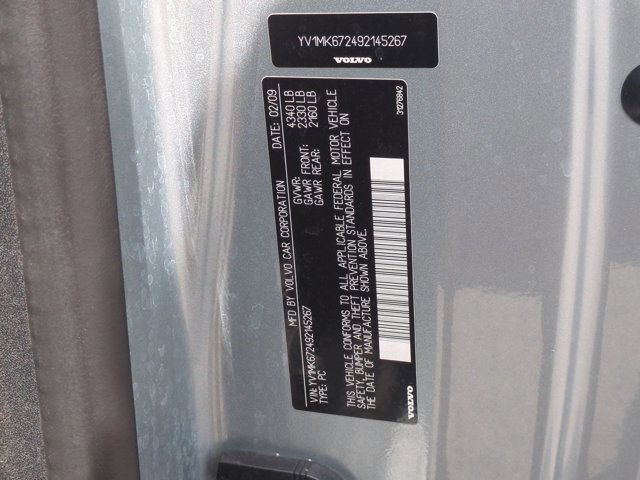 YV1MK672492145267
VOLVO
MFD BY VOLVO CAR CORPORATION DATE: 02/09
GVWR: 4340 LB
GAWR FRONT: 2330 LB
GAWR REAR: 2160 LB
VIN: YV1MK672492145267
TYPE: PC
THIS VEHICLE CONFORMS TO ALL APPLICABLE FEDERAL MOTOR VEHICLE
SAFETY, BUMPER AND THEFT PREVENTION STANDARDS IN EFFECT ON
THE DATE OF MANUFACTURE SHOWN ABOVE.
VOLVO
31276942